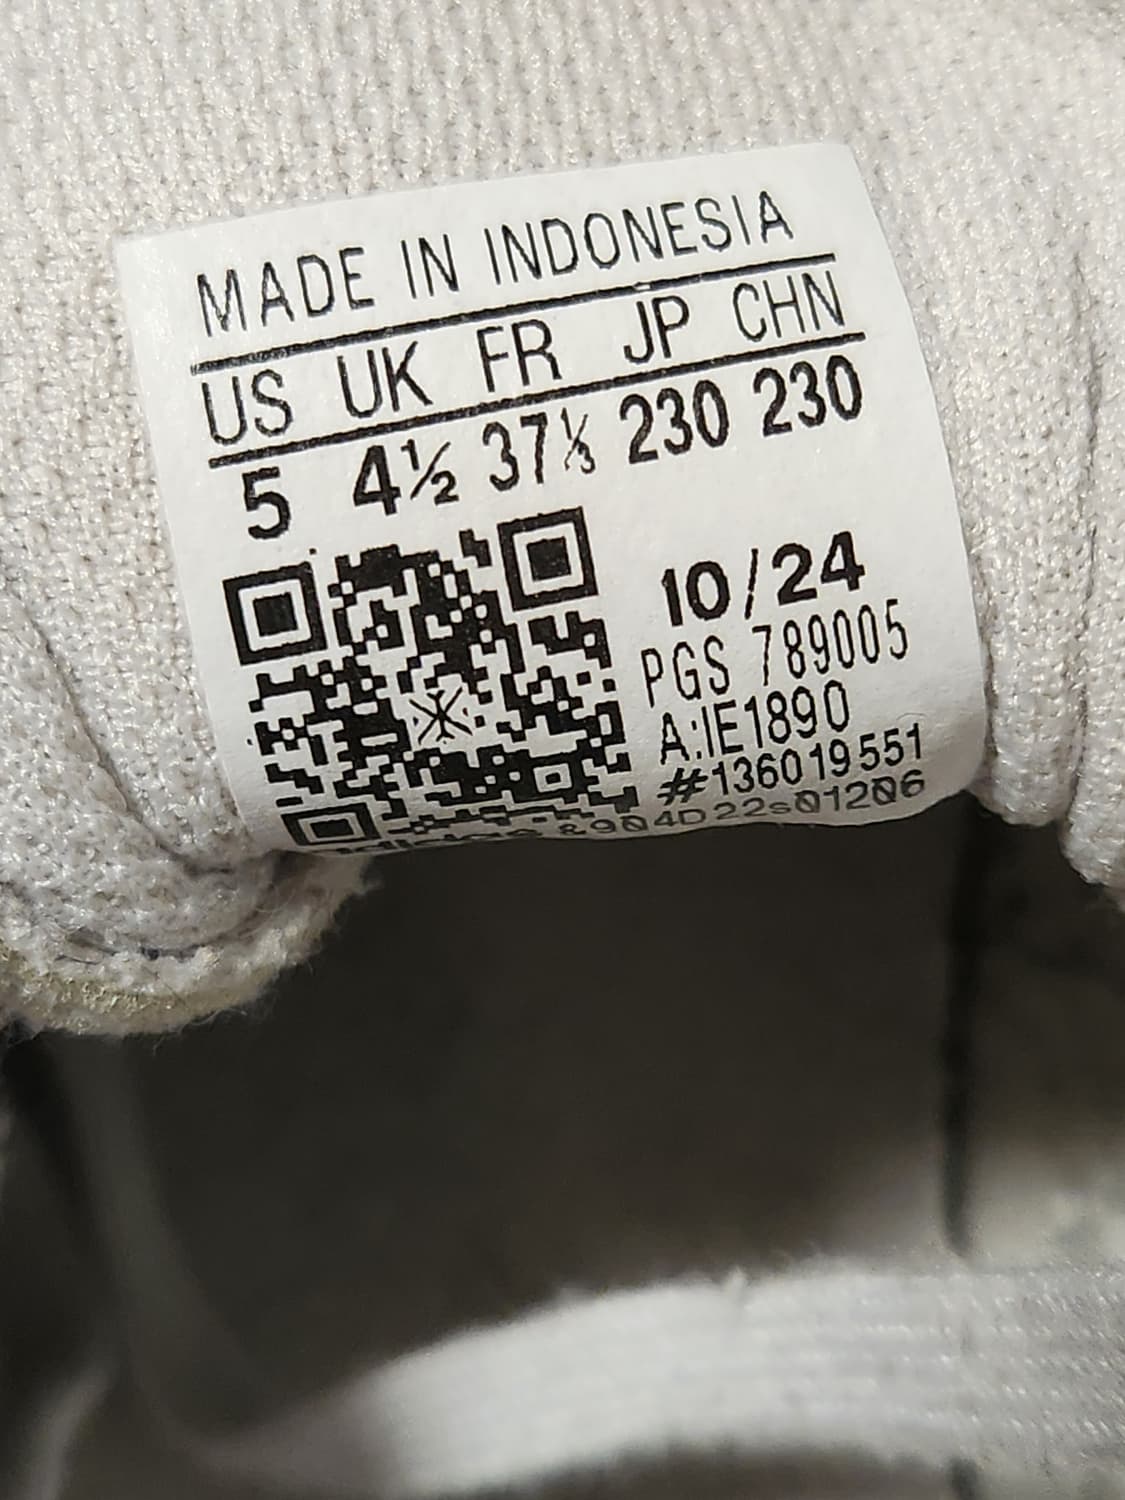 MADE IN INDONESIA
US UK FR JP CHN
5 4½ 37⅓ 230 230
10/24
PGS 789005
A:IE1890
#136019551
&904D22s01206